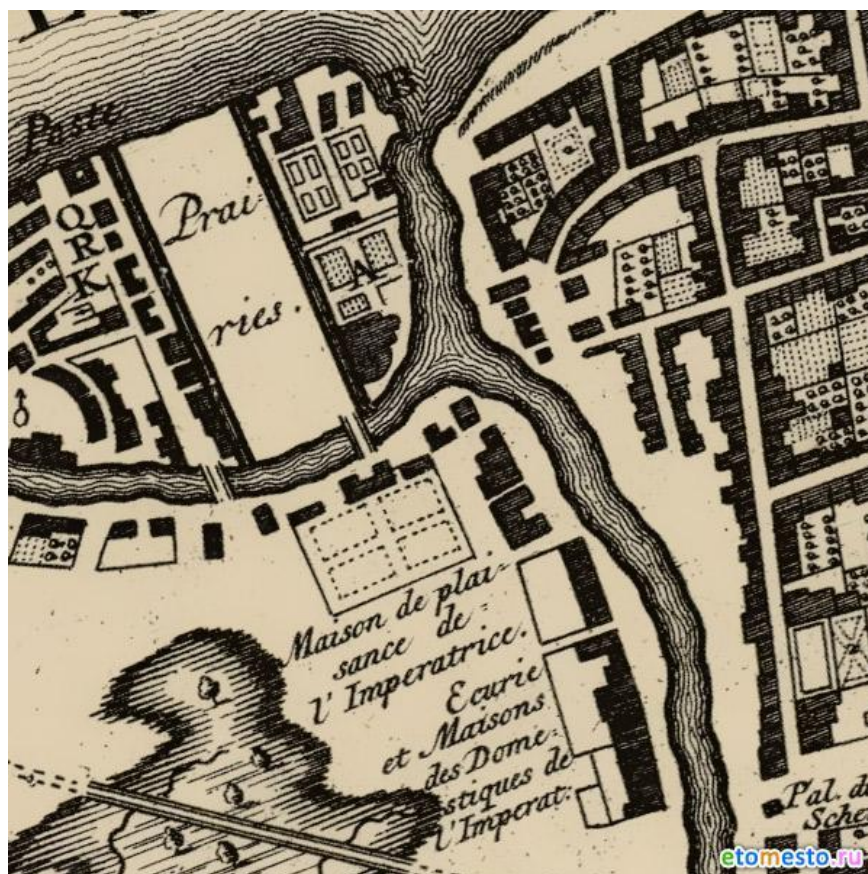 B
Poste
Prai-
ries.
Q
R
K
A
Maison de plai-
sance de
l'Imperatrice.
Ecurie
et Maisons
des Dome-
stiques de
l'Imperat:
Pal. d
Sche
etomesto.ru